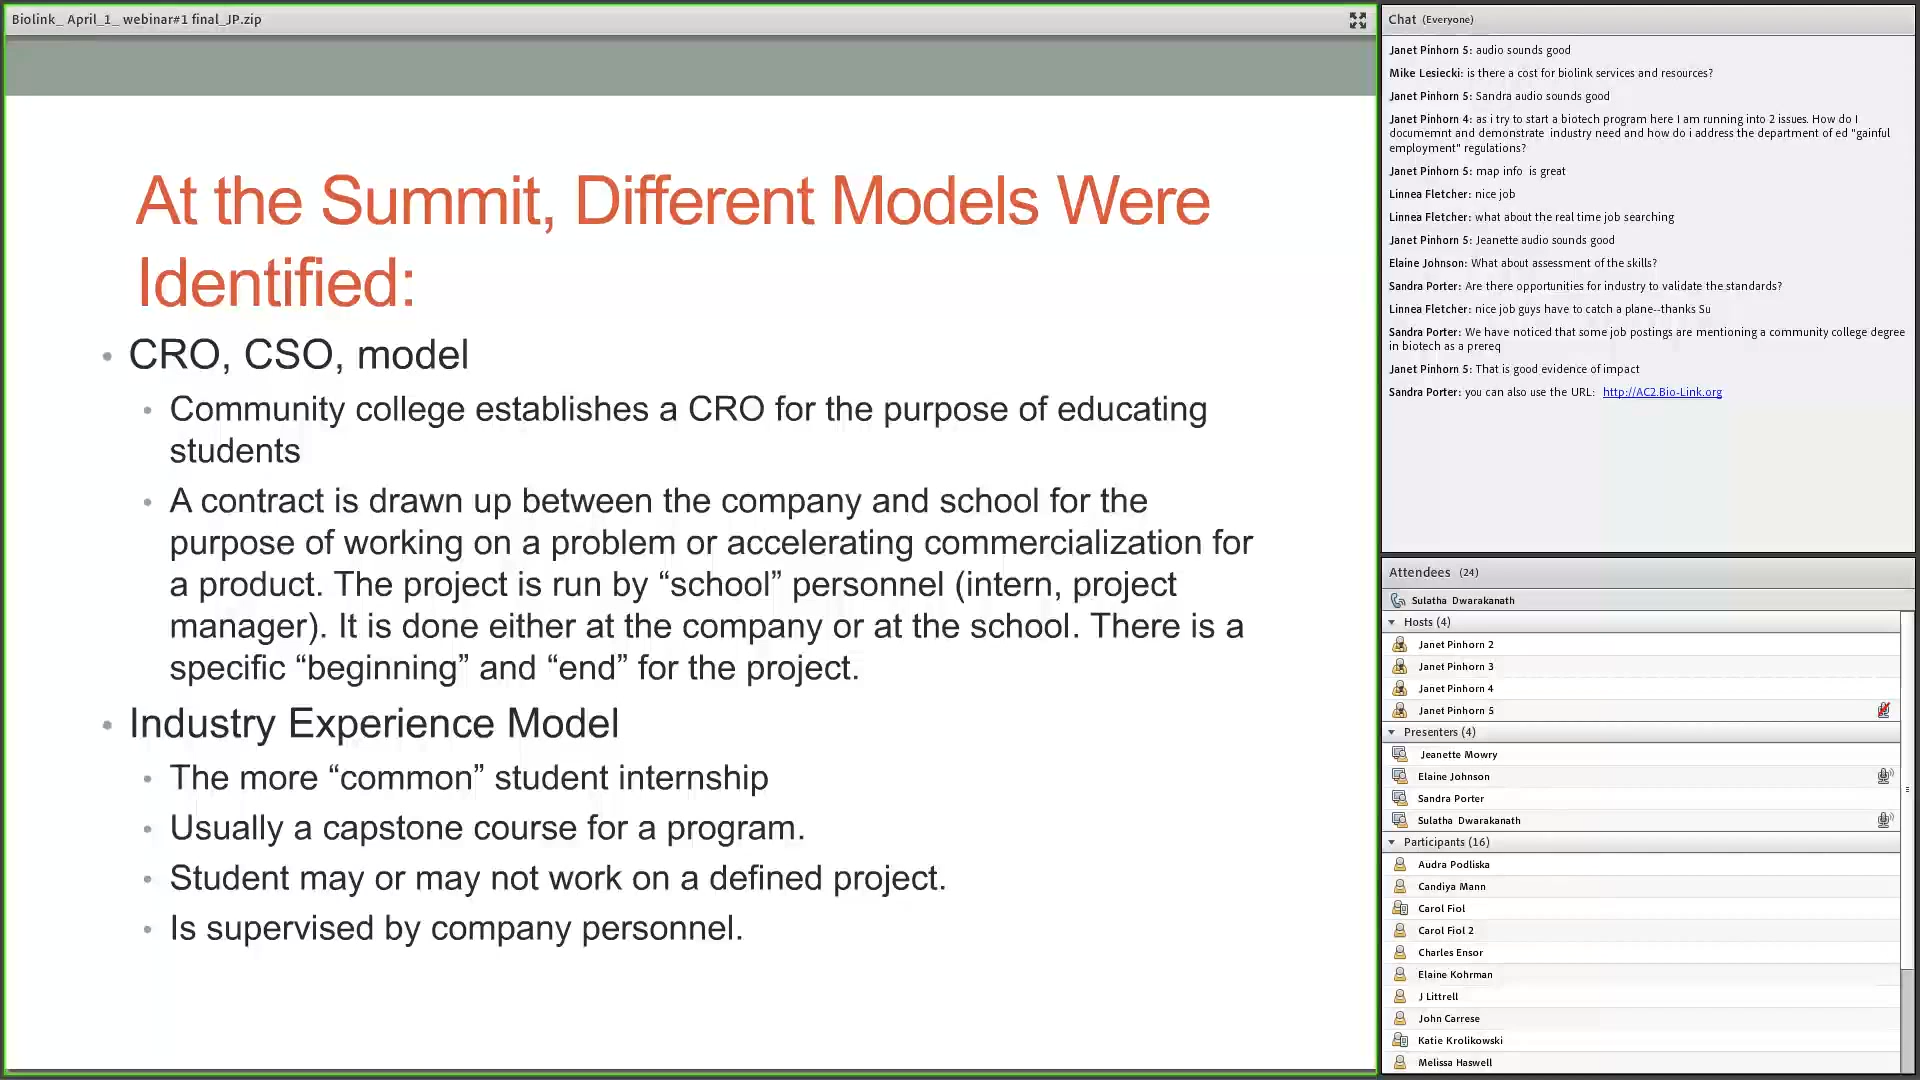 Biolink_ April_1_ webinar#1 final_JP.zip
At the Summit, Different Models Were
Identified:
• CRO, CSO, model
• Community college establishes a CRO for the purpose of educating
students
• A contract is drawn up between the company and school for the
purpose of working on a problem or accelerating commercialization for
a product. The project is run by “school” personnel (intern, project
manager). It is done either at the company or at the school. There is a
specific “beginning” and “end” for the project.
• Industry Experience Model
• The more “common” student internship
• Usually a capstone course for a program.
• Student may or may not work on a defined project.
• Is supervised by company personnel.
Chat (Everyone)
Janet Pinhorn 5: audio sounds good
Mike Lesiecki: is there a cost for biolink services and resources?
Janet Pinhorn 5: Sandra audio sounds good
Janet Pinhorn 4: as i try to start a biotech program here I am running into 2 issues. How do I
documemnt and demonstrate industry need and how do i address the department of ed "gainful
employment" regulations?
Janet Pinhorn 5: map info is great
Linnea Fletcher: nice job
Linnea Fletcher: what about the real time job searching
Janet Pinhorn 5: Jeanette audio sounds good
Elaine Johnson: What about assessment of the skills?
Sandra Porter: Are there opportunities for industry to validate the standards?
Linnea Fletcher: nice job guys have to catch a plane--thanks Su
Sandra Porter: We have noticed that some job postings are mentioning a community college degree
in biotech as a prereq
Janet Pinhorn 5: That is good evidence of impact
Sandra Porter: you can also use the URL: http://AC2.Bio-Link.org
Attendees (24)
Sulatha Dwarakanath
Hosts (4)
Janet Pinhorn 2
Janet Pinhorn 3
Janet Pinhorn 4
Janet Pinhorn 5
Presenters (4)
Jeanette Mowry
Elaine Johnson
Sandra Porter
Sulatha Dwarakanath
Participants (16)
Audra Podliska
Candiya Mann
Carol Fiol
Carol Fiol 2
Charles Ensor
Elaine Kohrman
J Littrell
John Carrese
Katie Krolikowski
Melissa Haswell